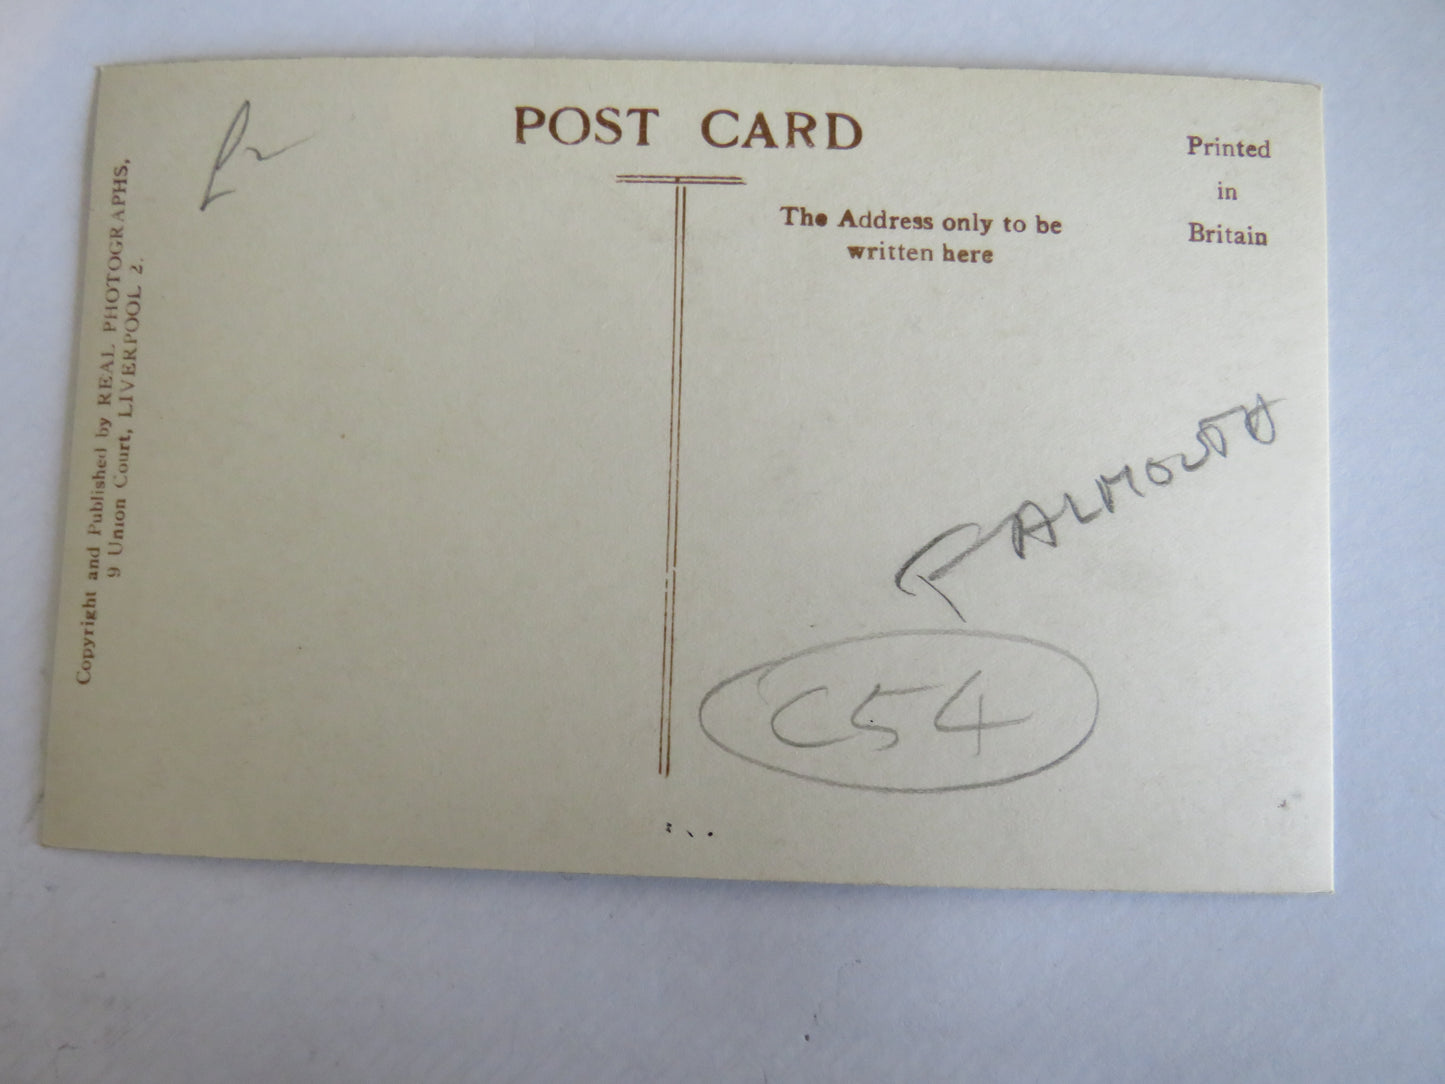 POST CARD
Printed
in
Britain
The Address only to be
written here
Copyright and Published by REAL PHOTOGRAPHS,
9 Union Court, LIVERPOOL 2.
FALMOUTH
C54